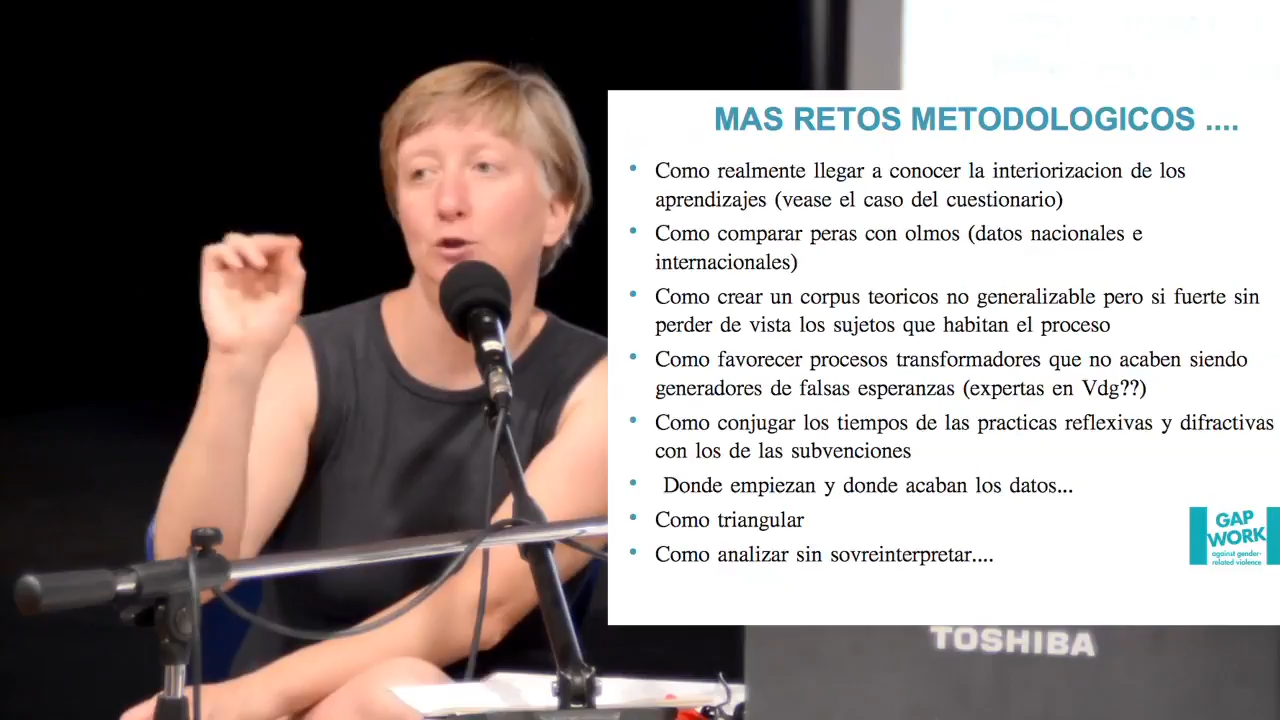 MAS RETOS METODOLOGICOS ....
Como realmente llegar a conocer la interiorizacion de los
aprendizajes (vease el caso del cuestionario)
Como comparar peras con olmos (datos nacionales e
internacionales)
Como crear un corpus teoricos no generalizable pero si fuerte sin
perder de vista los sujetos que habitan el proceso
Como favorecer procesos transformadores que no acaben siendo
generadores de falsas esperanzas (expertas en Vdg??)
Como conjugar los tiempos de las practicas reflexivas y difractivas
con los de las subvenciones
Donde empiezan y donde acaban los datos...
Como triangular
Como analizar sin sovreinterpretar....
GAP
WORK
against gender-
related violence
TOSHIBA